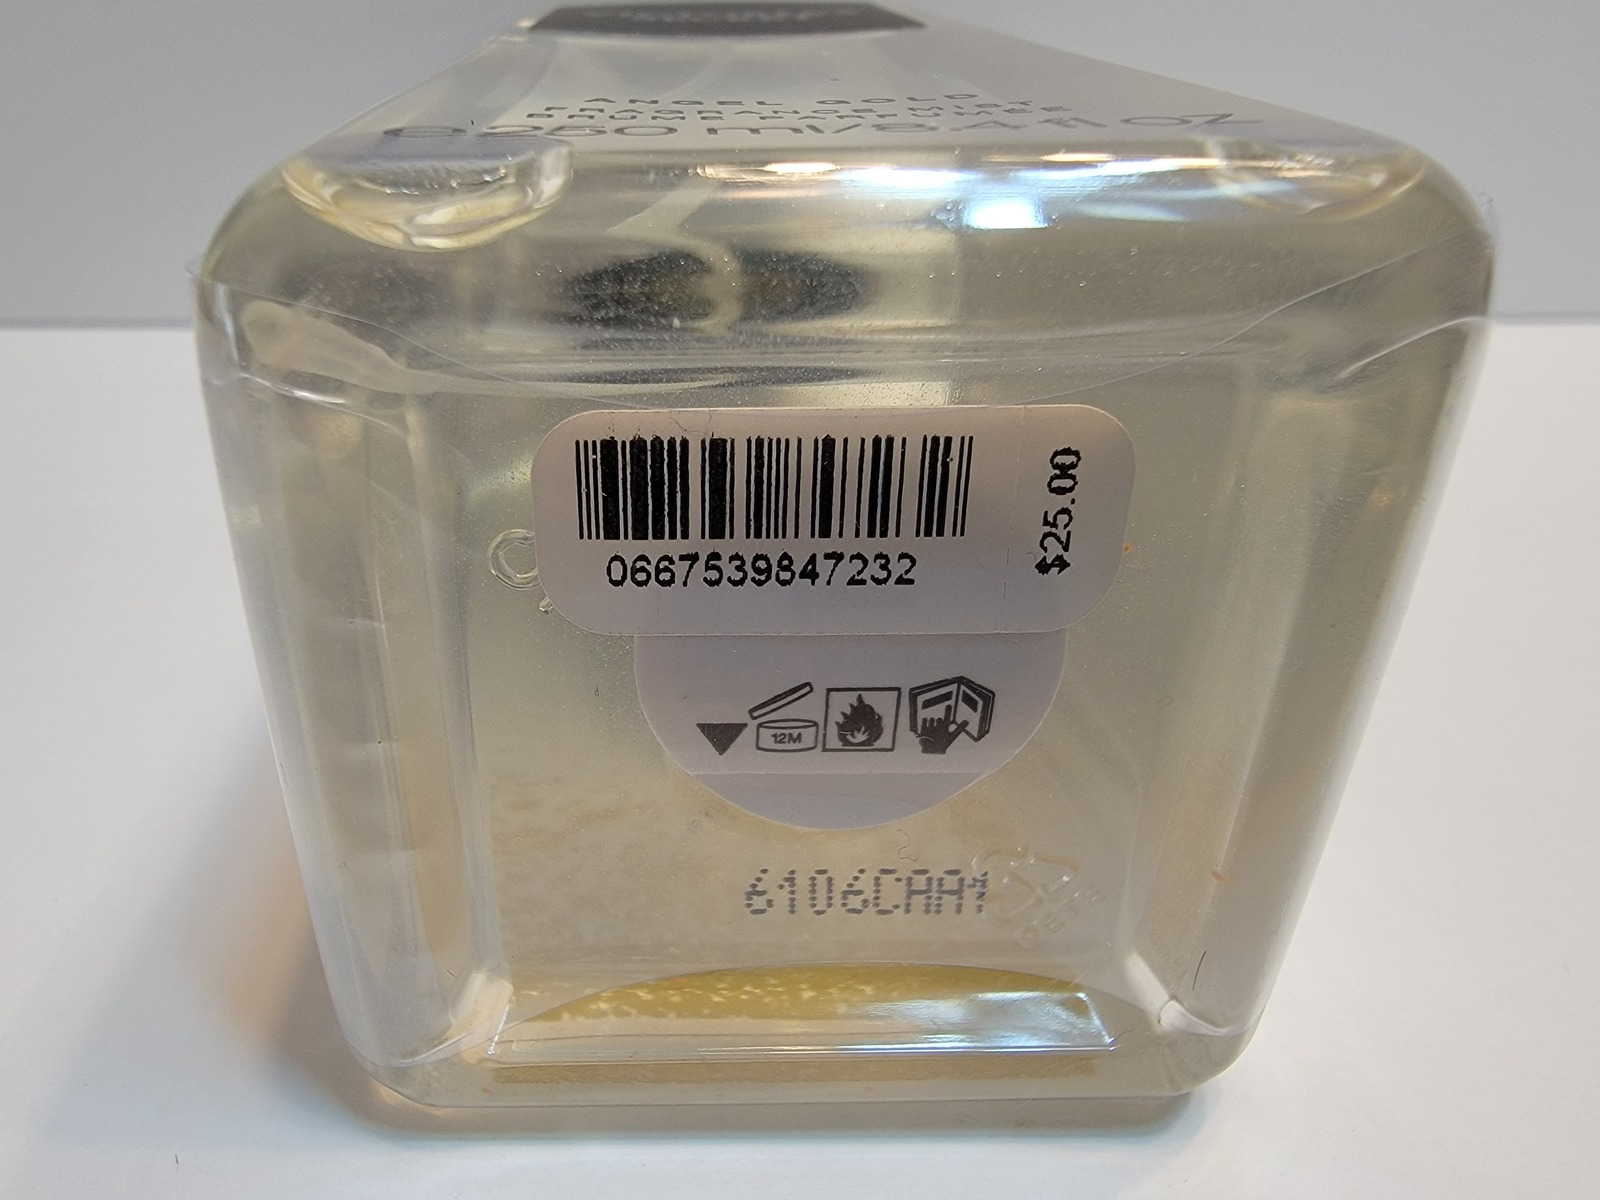 ANGEL GOLD
FRAGRANCE MIST
BRUME PARFUMÉE
℮ 250 ml/8.4 fl oz
0667539847232
$25.00
12M
6106CAA1